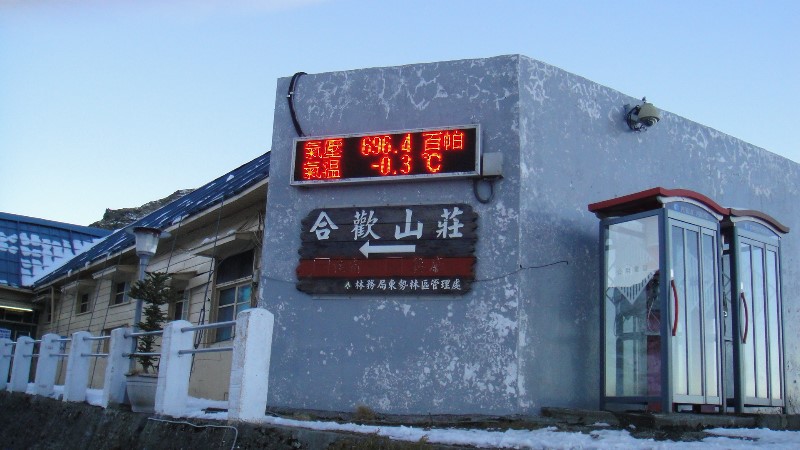 氣壓 696.4 百帕
氣溫 -0.3 ℃
合歡山莊
林務局東勢林區管理處